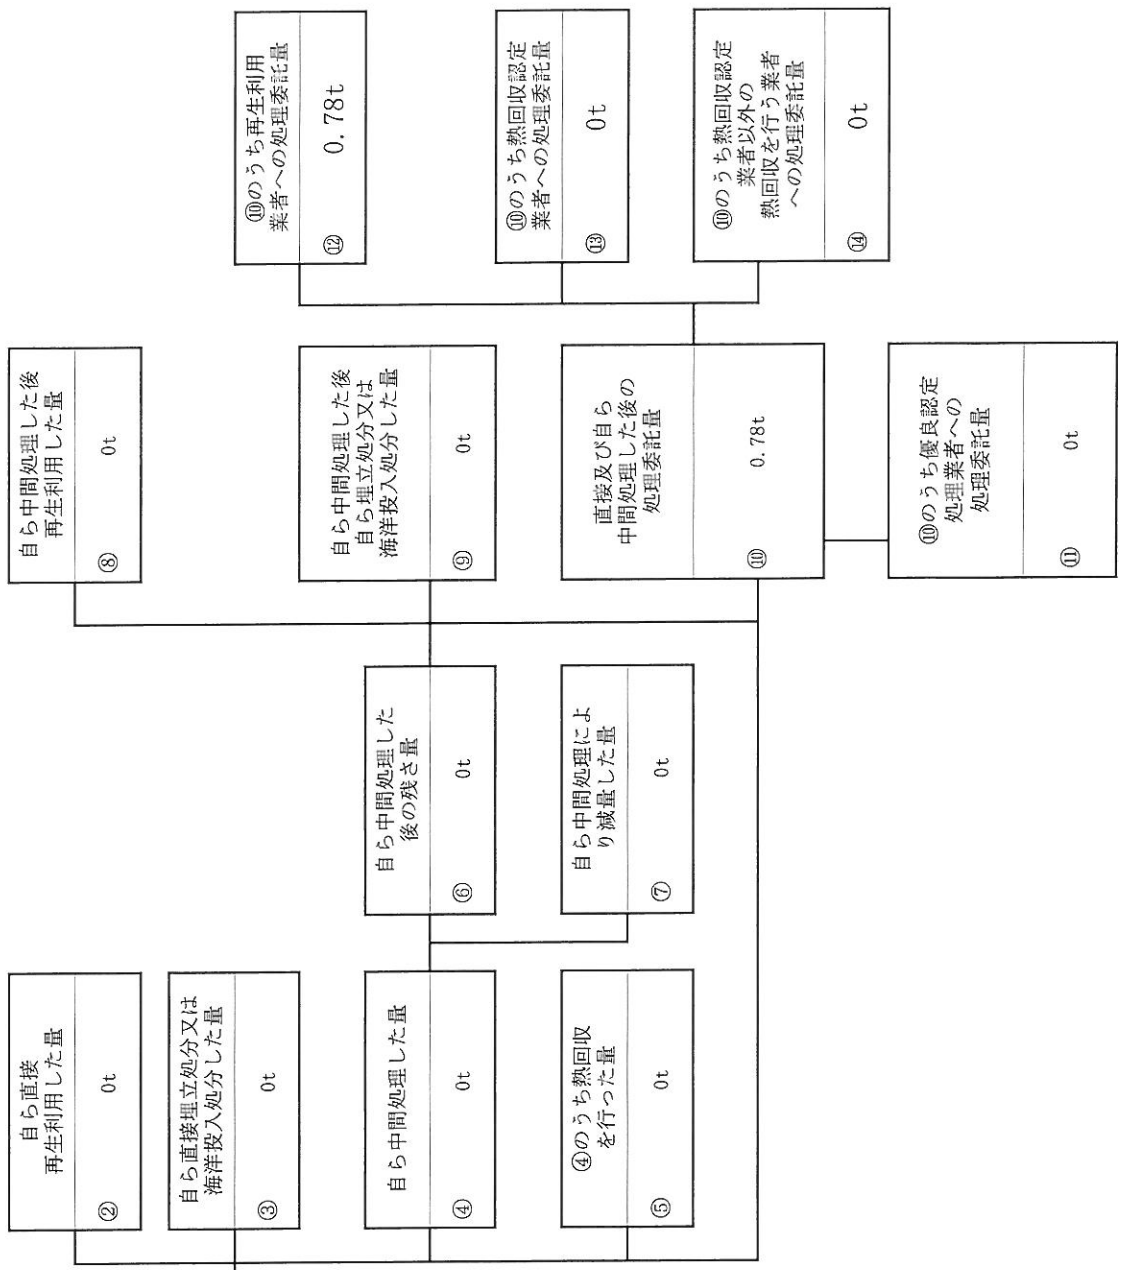 自ら直接
再生利用した量
② 0t
自ら直接埋立処分又は
海洋投入処分した量
③ 0t
自ら中間処理した量
④ 0t
④のうち熱回収
を行った量
⑤ 0t
自ら中間処理した
後の残さ量
⑥ 0t
自ら中間処理によ
り減量した量
⑦ 0t
自ら中間処理した後
再生利用した量
⑧ 0t
自ら中間処理した後
自ら埋立処分又は
海洋投入処分した量
⑨ 0t
直接及び自ら
中間処理した後の
処理委託量
⑩ 0.78t
⑩のうち優良認定
処理業者への
処理委託量
⑪ 0t
⑩のうち再生利用
業者への処理委託量
⑫ 0.78t
⑩のうち熱回収認定
業者への処理委託量
⑬ 0t
⑩のうち熱回収認定
業者以外の
熱回収を行う業者
への処理委託量
⑭ 0t